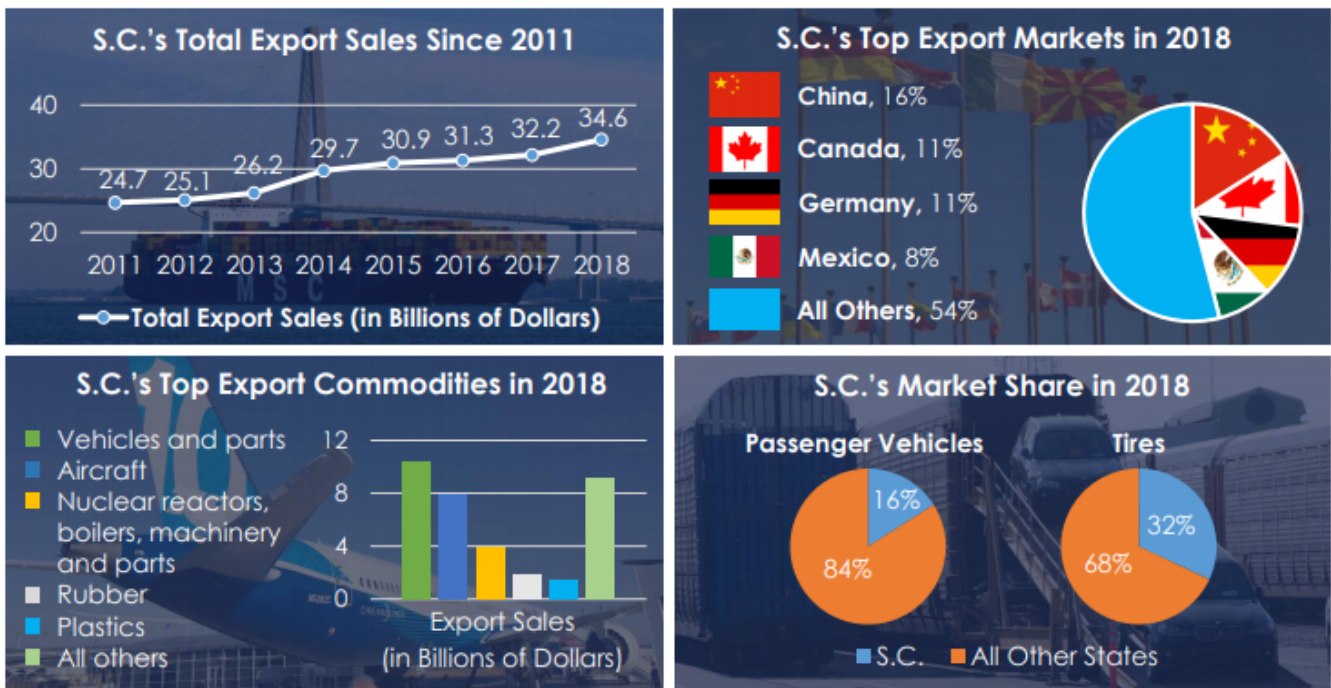 S.C.'s Total Export Sales Since 2011
40
30
20
24.7 25.1 26.2 29.7 30.9 31.3 32.2 34.6
2011 2012 2013 2014 2015 2016 2017 2018
MSC
Total Export Sales (in Billions of Dollars)
S.C.'s Top Export Markets in 2018
China, 16%
Canada, 11%
Germany, 11%
Mexico, 8%
All Others, 54%
S.C.'s Top Export Commodities in 2018
Vehicles and parts
Aircraft
Nuclear reactors,
boilers, machinery
and parts
Rubber
Plastics
All others
12
8
4
0
Export Sales
(in Billions of Dollars)
S.C.'s Market Share in 2018
Passenger Vehicles
16%
84%
Tires
32%
68%
S.C.
All Other States